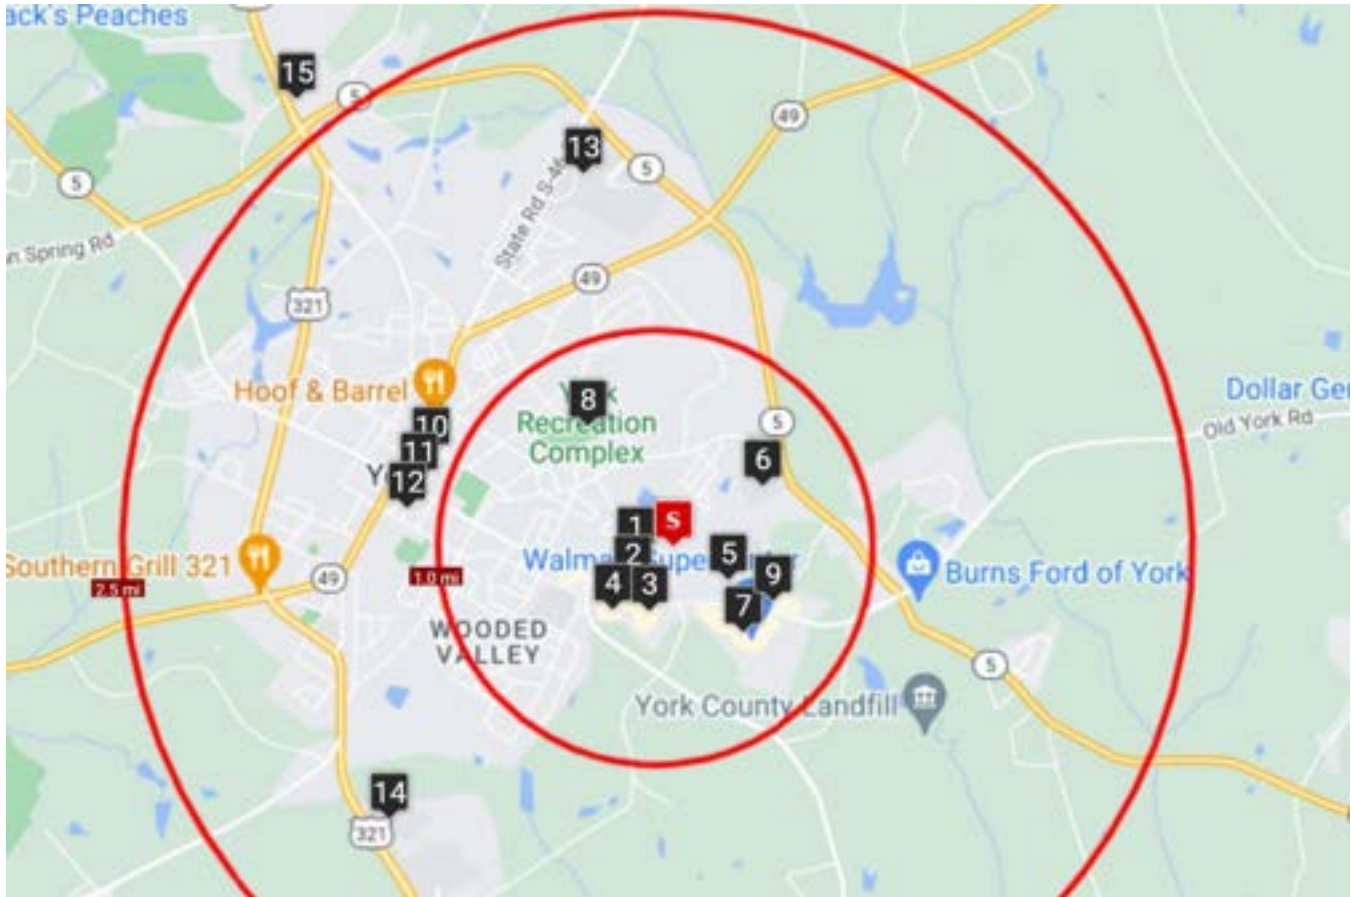 ack's Peaches
15
5
49
13
5
5
State Rd S-46
n Spring Rd
49
321
Hoof & Barrel
8
York
Recreation
Complex
Dollar Ge
Old York Rd
10
11
12
Y
5
6
1
S
2
Walma Supe er
5
4
3
9
7
Southern Grill 321
49
2.5 mi
1.0 mi
Burns Ford of York
WOODED
VALLEY
5
York County Landfill
14
321